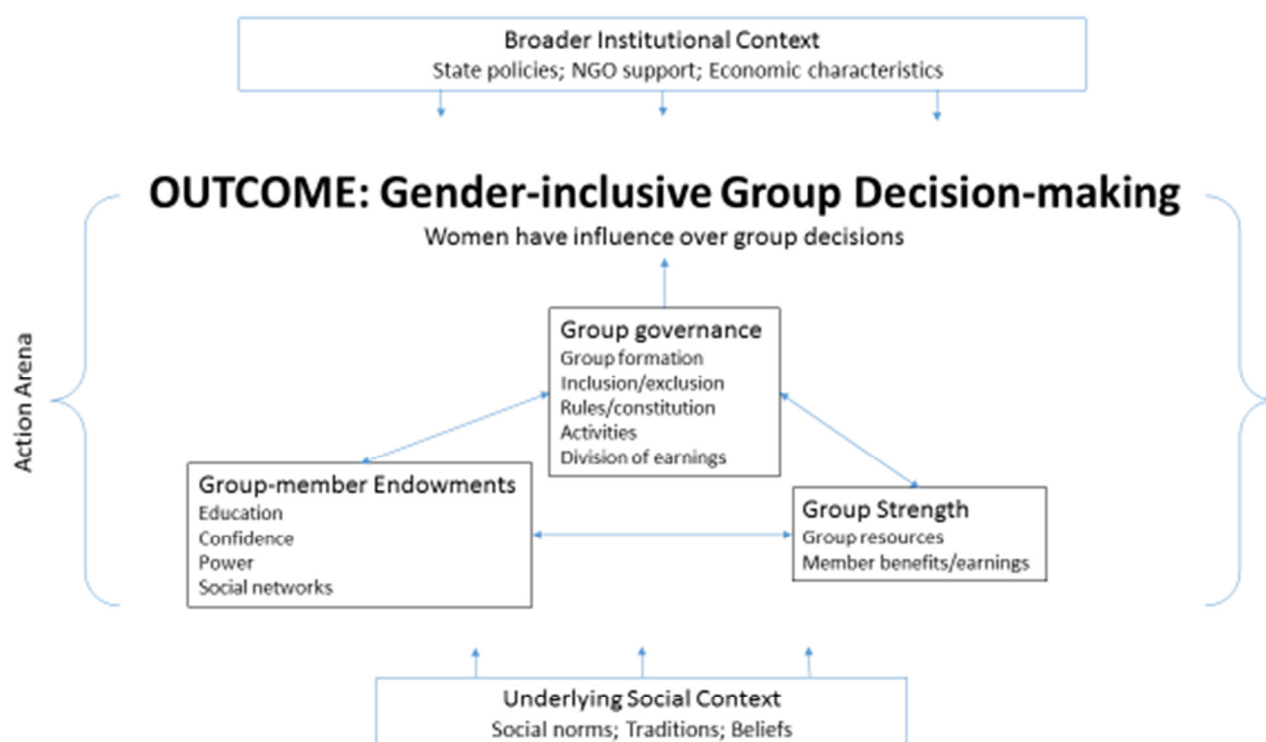 Broader Institutional Context
State policies; NGO support; Economic characteristics
OUTCOME: Gender-inclusive Group Decision-making
Women have influence over group decisions
Action Arena
Group governance
Group formation
Inclusion/exclusion
Rules/constitution
Activities
Division of earnings
Group-member Endowments
Education
Confidence
Power
Social networks
Group Strength
Group resources
Member benefits/earnings
Underlying Social Context
Social norms; Traditions; Beliefs